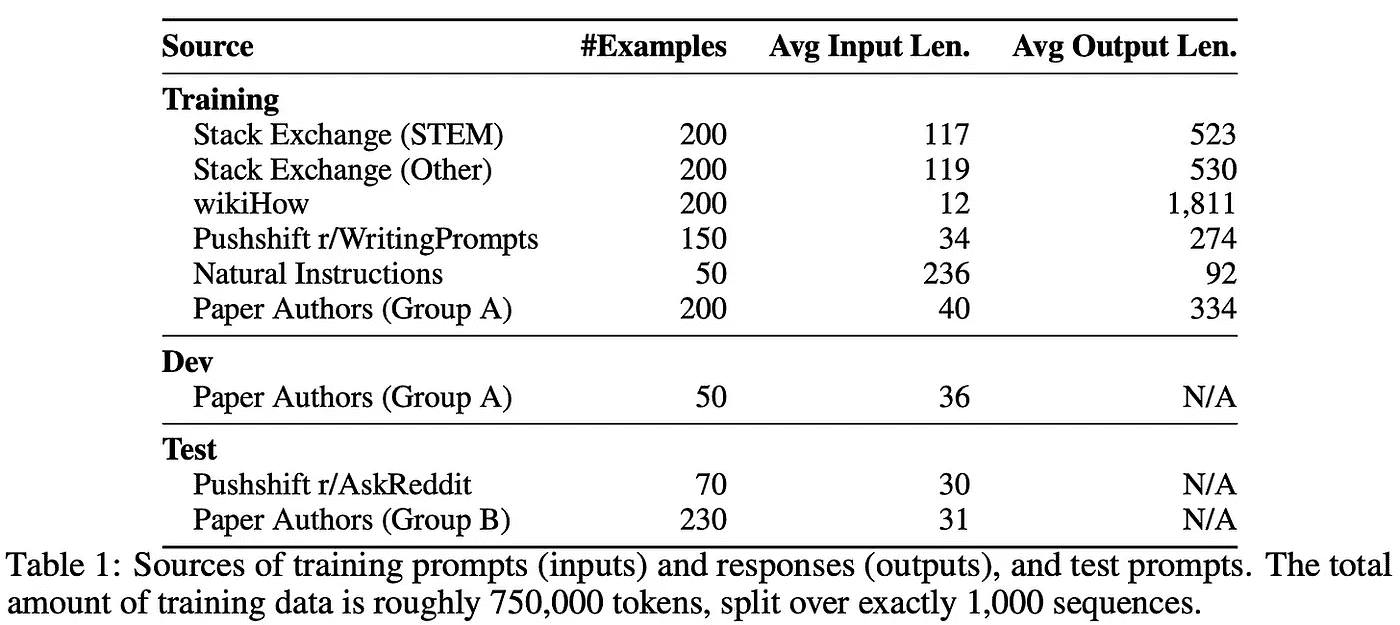 Source #Examples Avg Input Len. Avg Output Len.
Training
Stack Exchange (STEM) 200 117 523
Stack Exchange (Other) 200 119 530
wikiHow 200 12 1,811
Pushshift r/WritingPrompts 150 34 274
Natural Instructions 50 236 92
Paper Authors (Group A) 200 40 334
Dev
Paper Authors (Group A) 50 36 N/A
Test
Pushshift r/AskReddit 70 30 N/A
Paper Authors (Group B) 230 31 N/A
Table 1: Sources of training prompts (inputs) and responses (outputs), and test prompts. The total
amount of training data is roughly 750,000 tokens, split over exactly 1,000 sequences.